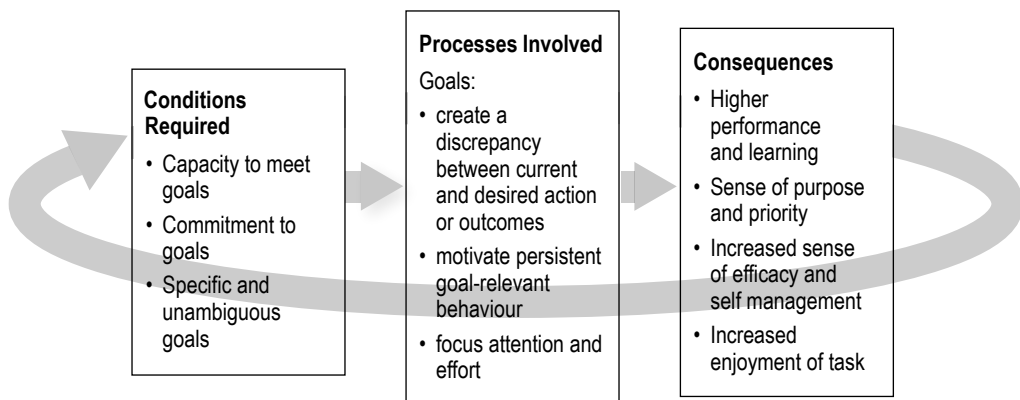 Conditions
Required
• Capacity to meet
goals
• Commitment to
goals
• Specific and
unambiguous
goals
Processes Involved
Goals:
• create a
discrepancy
between current
and desired action
or outcomes
• motivate persistent
goal-relevant
behaviour
• focus attention and
effort
Consequences
• Higher
performance
and learning
• Sense of purpose
and priority
• Increased sense
of efficacy and
self management
• Increased
enjoyment of task